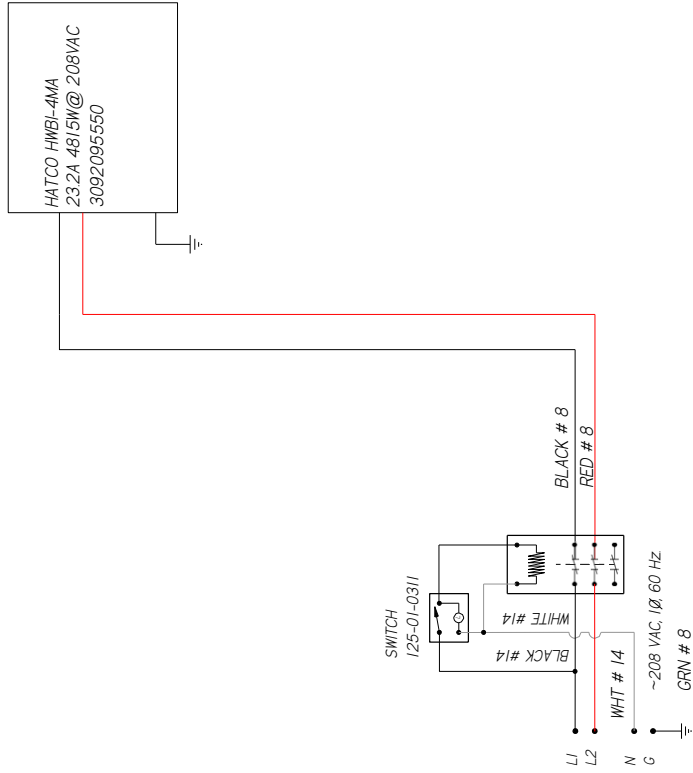 HATCO HWBI-4MA
23.2A 4815W@ 208VAC
3092095550
BLACK # 8
RED # 8
SWITCH
125-01-0311
WHITE #14
BLACK #14
WHT # 14
~208 VAC, 1Ø, 60 Hz.
GRN # 8
L1
L2
N
G